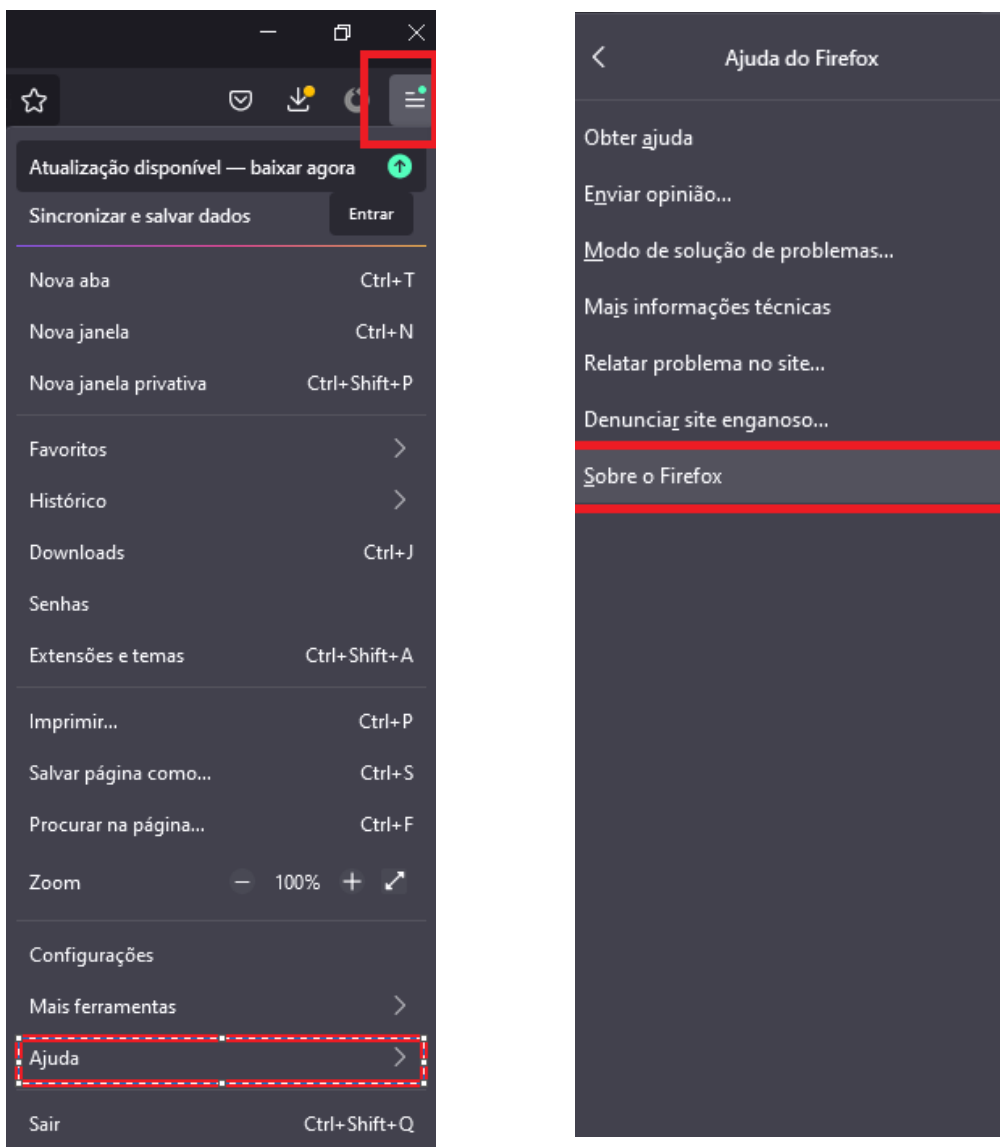 Atualização disponível — baixar agora
Sincronizar e salvar dados Entrar
Nova aba Ctrl+T
Nova janela Ctrl+N
Nova janela privativa Ctrl+Shift+P
Favoritos
Histórico
Downloads Ctrl+J
Senhas
Extensões e temas Ctrl+Shift+A
Imprimir... Ctrl+P
Salvar página como... Ctrl+S
Procurar na página... Ctrl+F
Zoom − 100% +
Configurações
Mais ferramentas
Ajuda
Sair Ctrl+Shift+Q
Ajuda do Firefox
Obter ajuda
Enviar opinião...
Modo de solução de problemas...
Mais informações técnicas
Relatar problema no site...
Denunciar site enganoso...
Sobre o Firefox